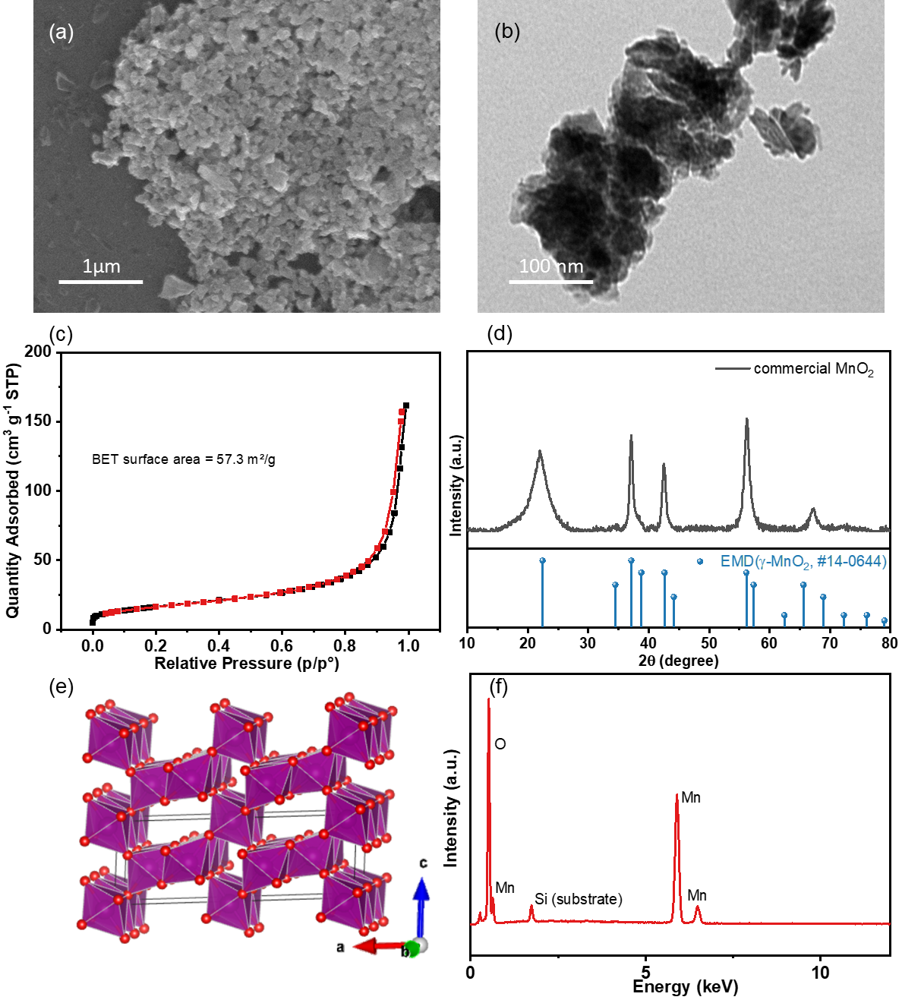 (a)
1μm
(b)
100 nm
(c)
200
150
100
50
0
Quantity Adsorbed (cm³ g⁻¹ STP)
BET surface area = 57.3 m²/g
0.0 0.2 0.4 0.6 0.8 1.0
Relative Pressure (p/p°)
(d)
commercial MnO₂
Intensity (a.u.)
EMD(γ-MnO₂, #14-0644)
10 20 30 40 50 60 70 80
2θ (degree)
(e)
c
a
b
(f)
O
Mn
Si (substrate)
Mn
Mn
Intensity (a.u.)
0 5 10
Energy (keV)